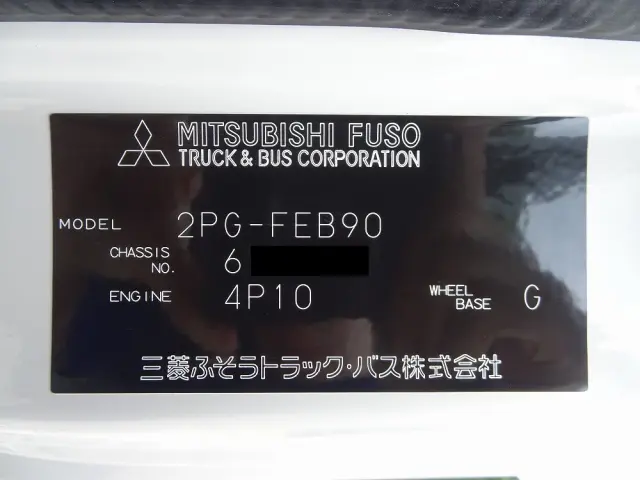 MITSUBISHI FUSO
TRUCK & BUS CORPORATION
MODEL 2PG-FEB90
CHASSIS NO. 6
ENGINE 4P10 WHEEL BASE G
三菱ふそうトラック・バス株式会社